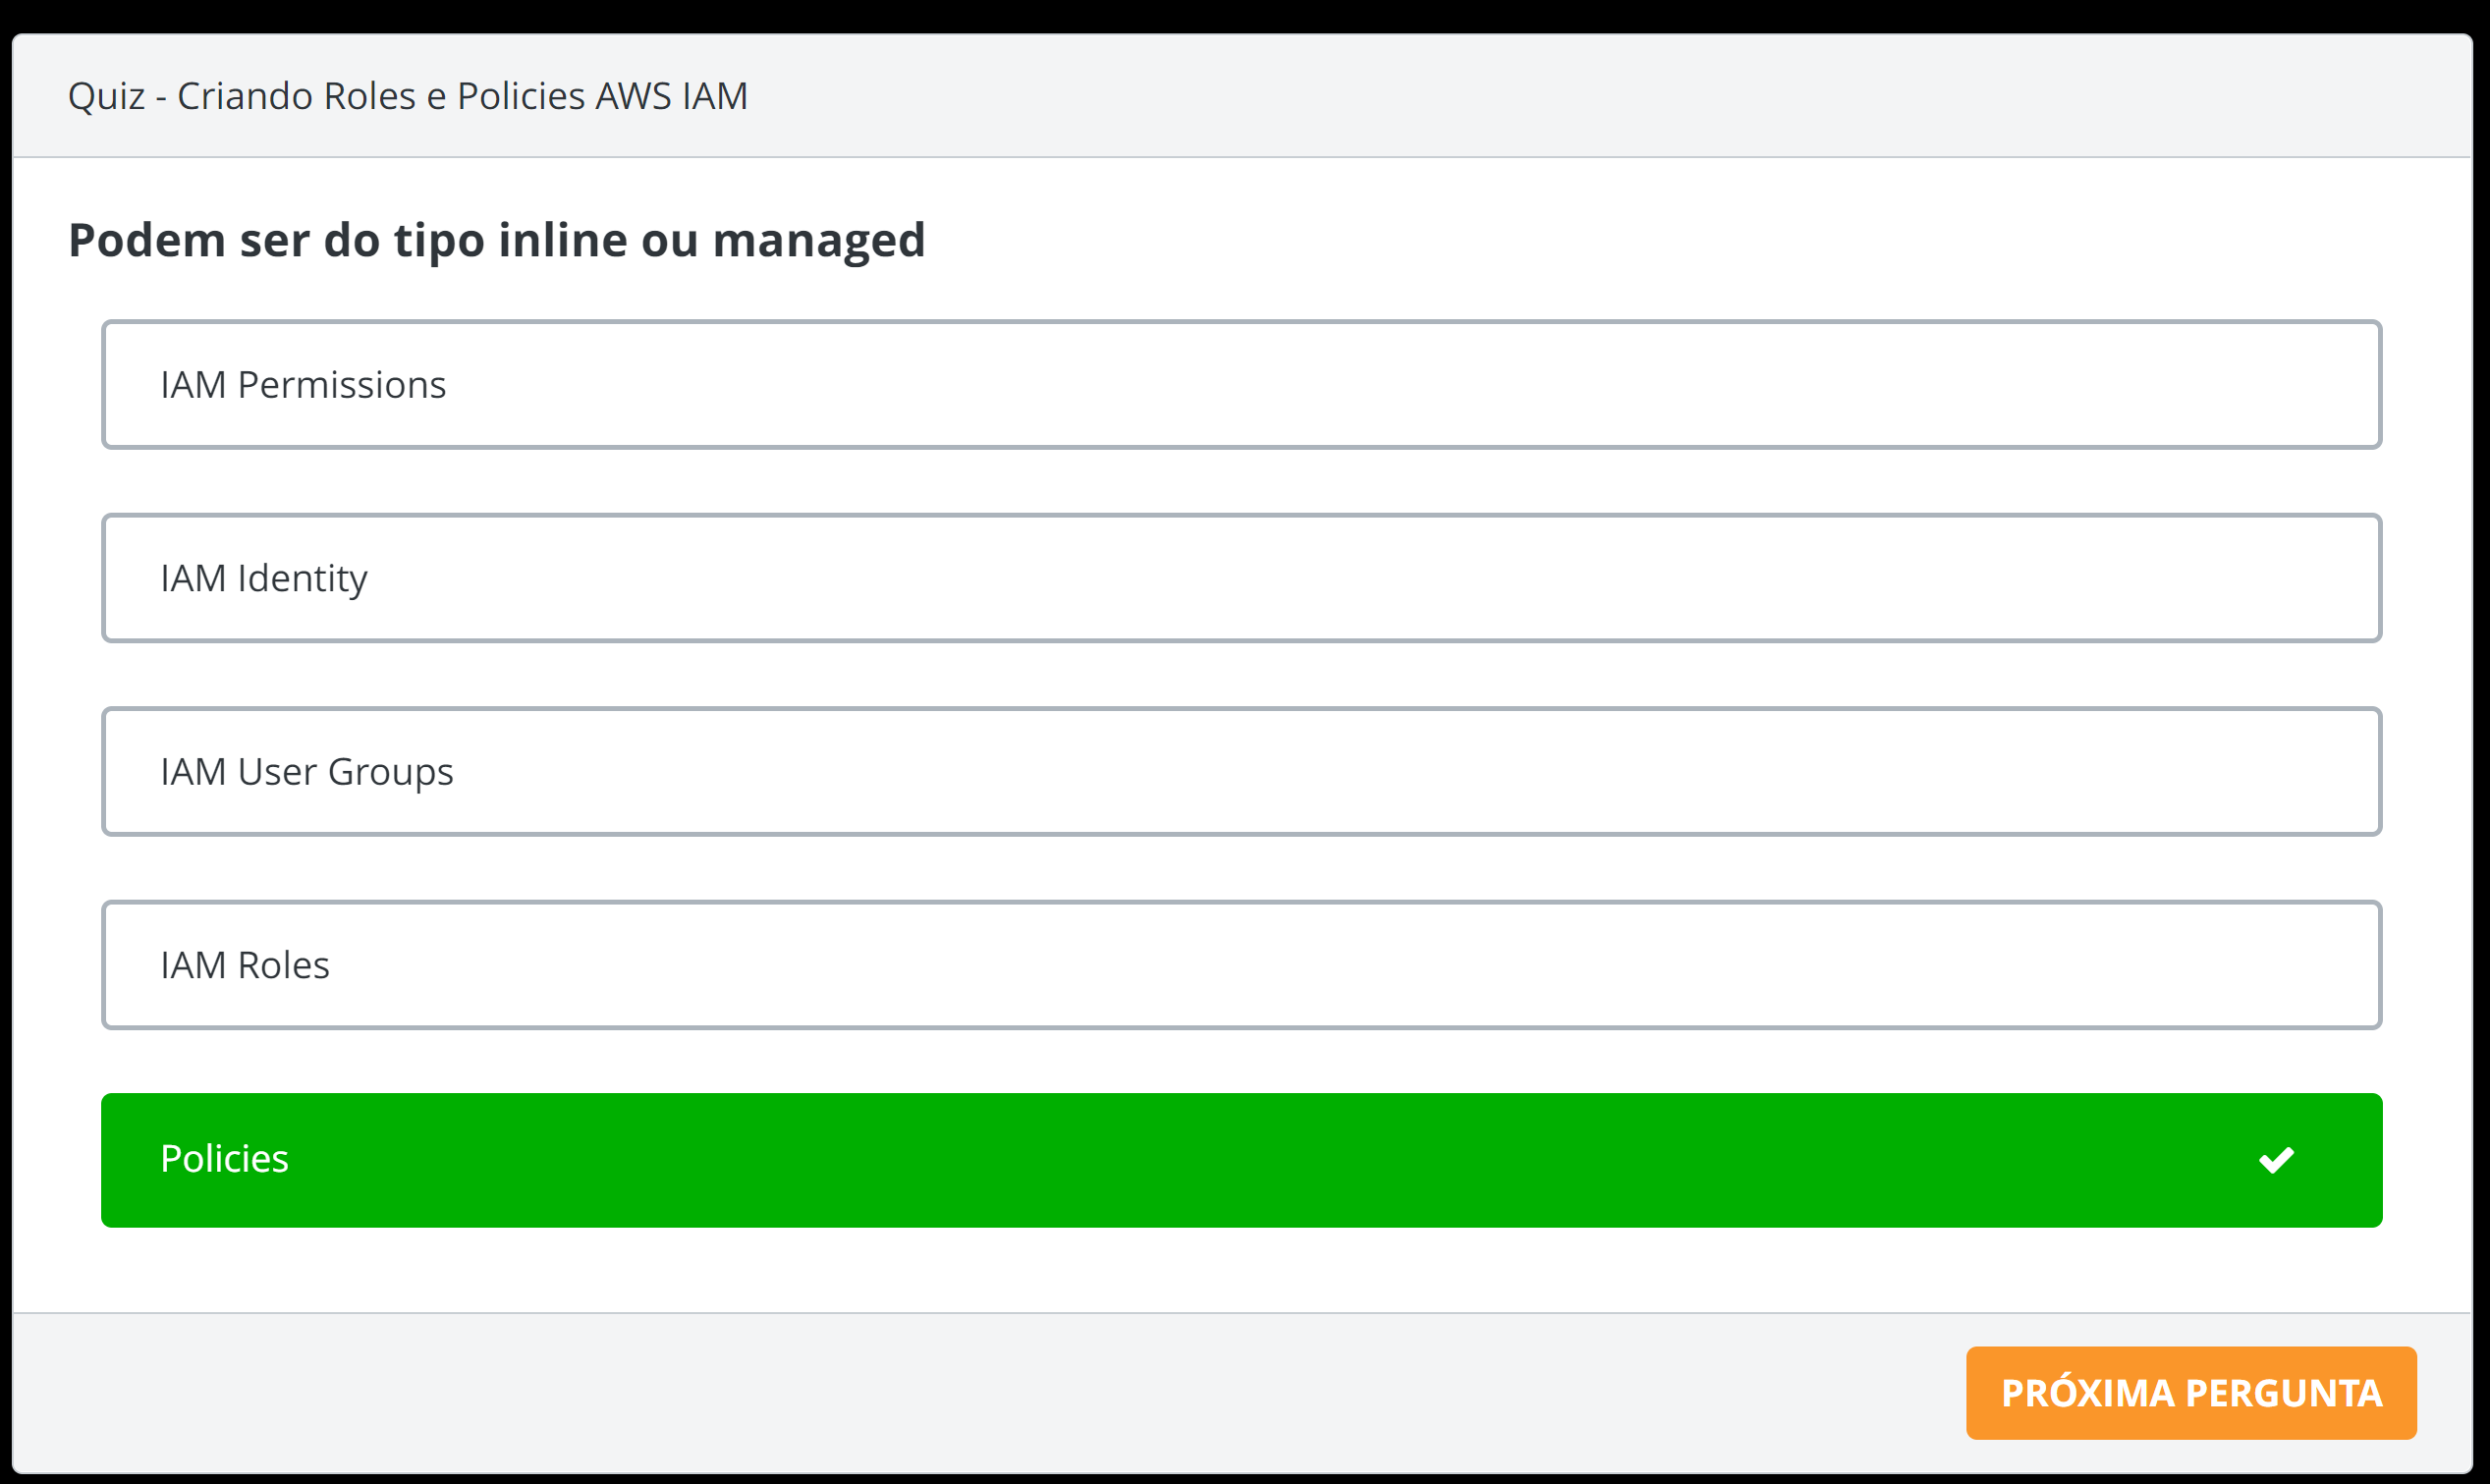 Quiz - Criando Roles e Policies AWS IAM
Podem ser do tipo inline ou managed
IAM Permissions
IAM Identity
IAM User Groups
IAM Roles
Policies
PRÓXIMA PERGUNTA